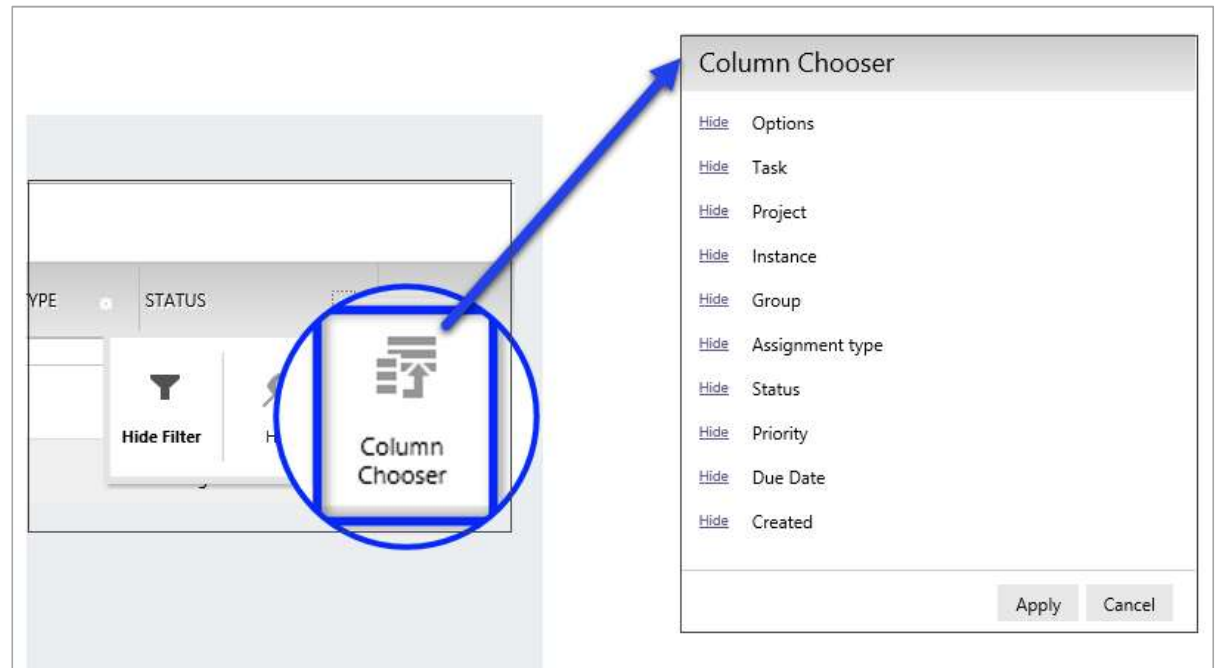 Column Chooser
Hide Options
Hide Task
Hide Project
Hide Instance
Hide Group
Hide Assignment type
Hide Status
Hide Priority
Hide Due Date
Hide Created
Apply Cancel
YPE STATUS
Hide Filter
H
Column
Chooser